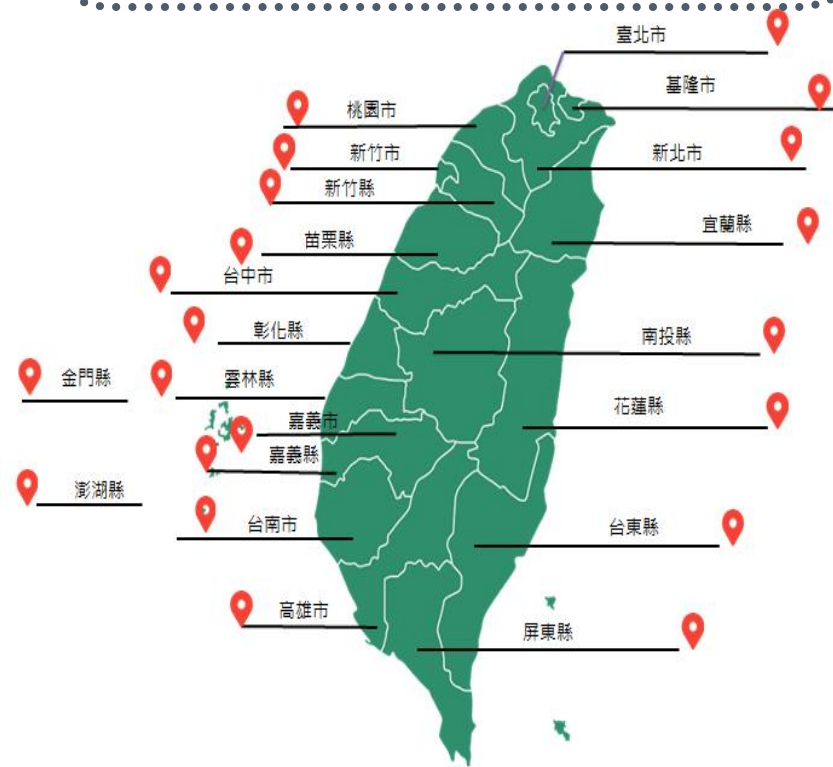 臺北市
基隆市
桃園市
新竹市
新北市
新竹縣
宜蘭縣
苗栗縣
台中市
彰化縣
南投縣
金門縣
雲林縣
花蓮縣
嘉義市
嘉義縣
澎湖縣
台南市
台東縣
高雄市
屏東縣